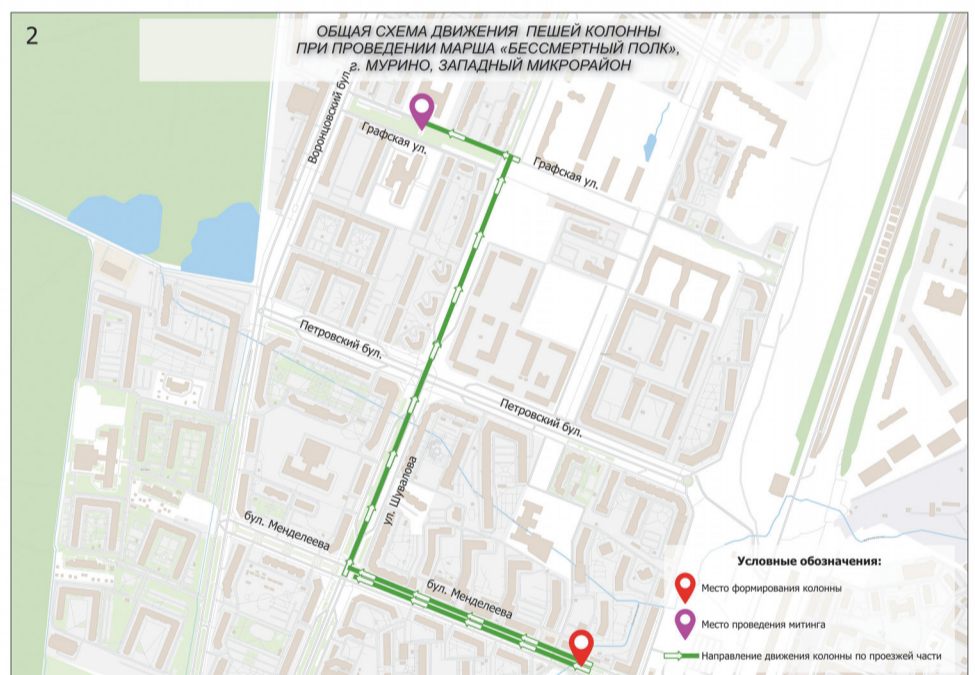 2
ОБЩАЯ СХЕМА ДВИЖЕНИЯ ПЕШЕЙ КОЛОННЫ
ПРИ ПРОВЕДЕНИИ МАРША «БЕССМЕРТНЫЙ ПОЛК»,
г. МУРИНО, ЗАПАДНЫЙ МИКРОРАЙОН
Воронцовский бул.
Графская ул.
Графская ул.
Петровский бул.
Петровский бул.
ул. Шувалова
бул. Менделеева
бул. Менделеева
Условные обозначения:
Место формирования колонны
Место проведения митинга
Направление движения колонны по проезжей части